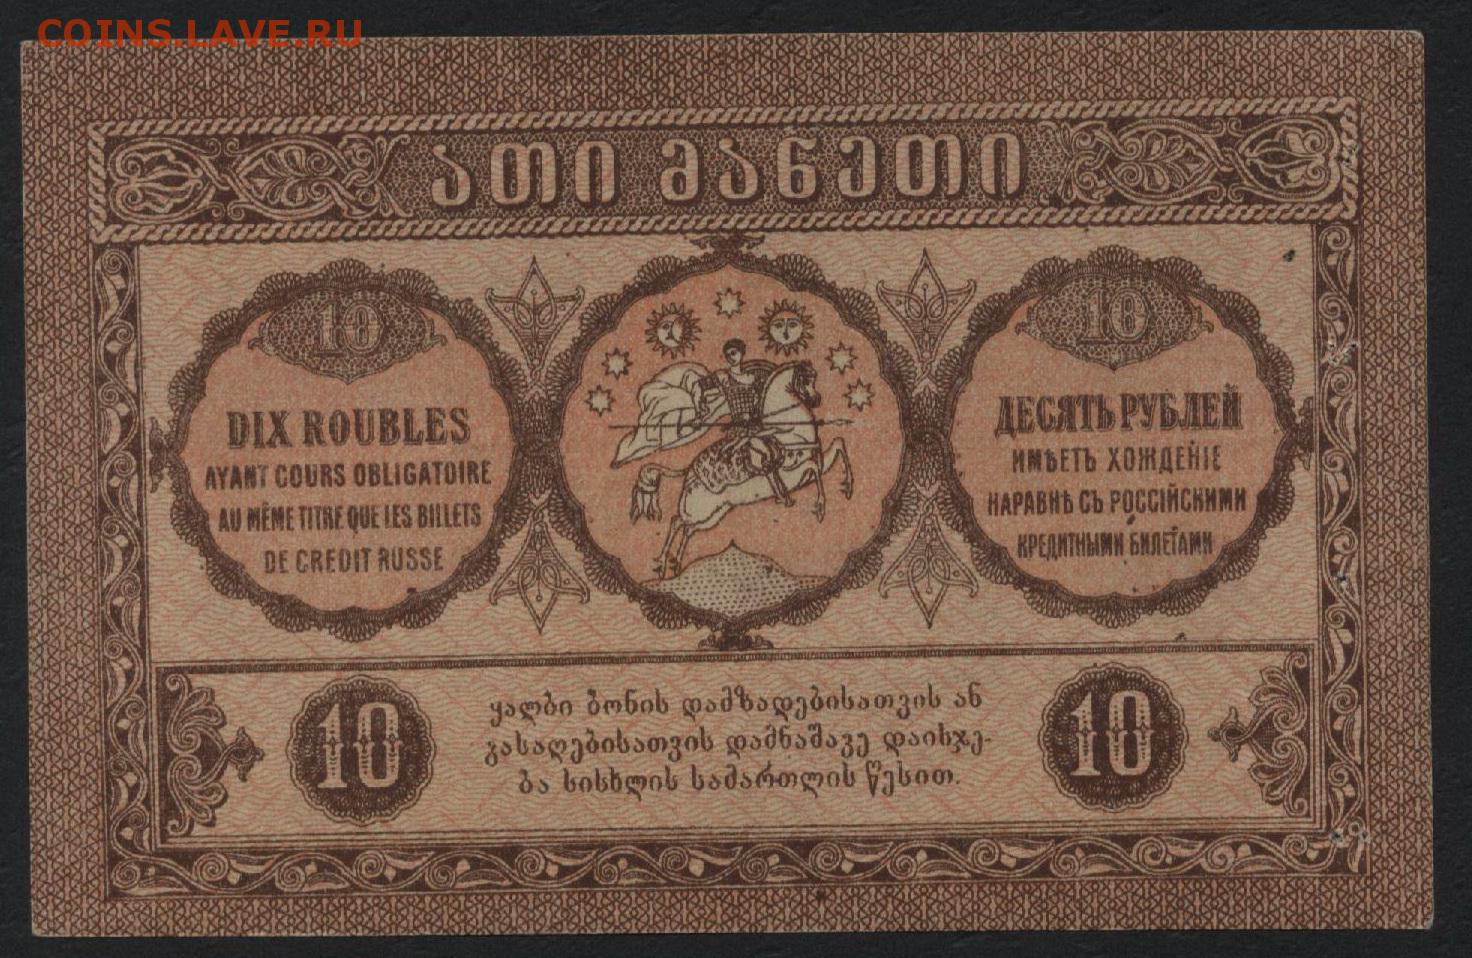 COINS.LAVE.RU
ათი მანეთი
10
DIX ROUBLES
AYANT COURS OBLIGATOIRE
AU MÊME TITRE QUE LES BILLETS
DE CREDIT RUSSE
10
ДЕСЯТЬ РУБЛЕЙ
ИМѢЕТЪ ХОЖДЕНІЕ
НАРАВНѢ СЪ РОССІЙСКИМИ
КРЕДИТНЫМИ БИЛЕТАМИ
10
ყალბი ბონის დამზადებისათვის ან
გასაღებისათვის დამნაშავე დაისჯე-
ბა სისხლის სამართლის წესით.
10